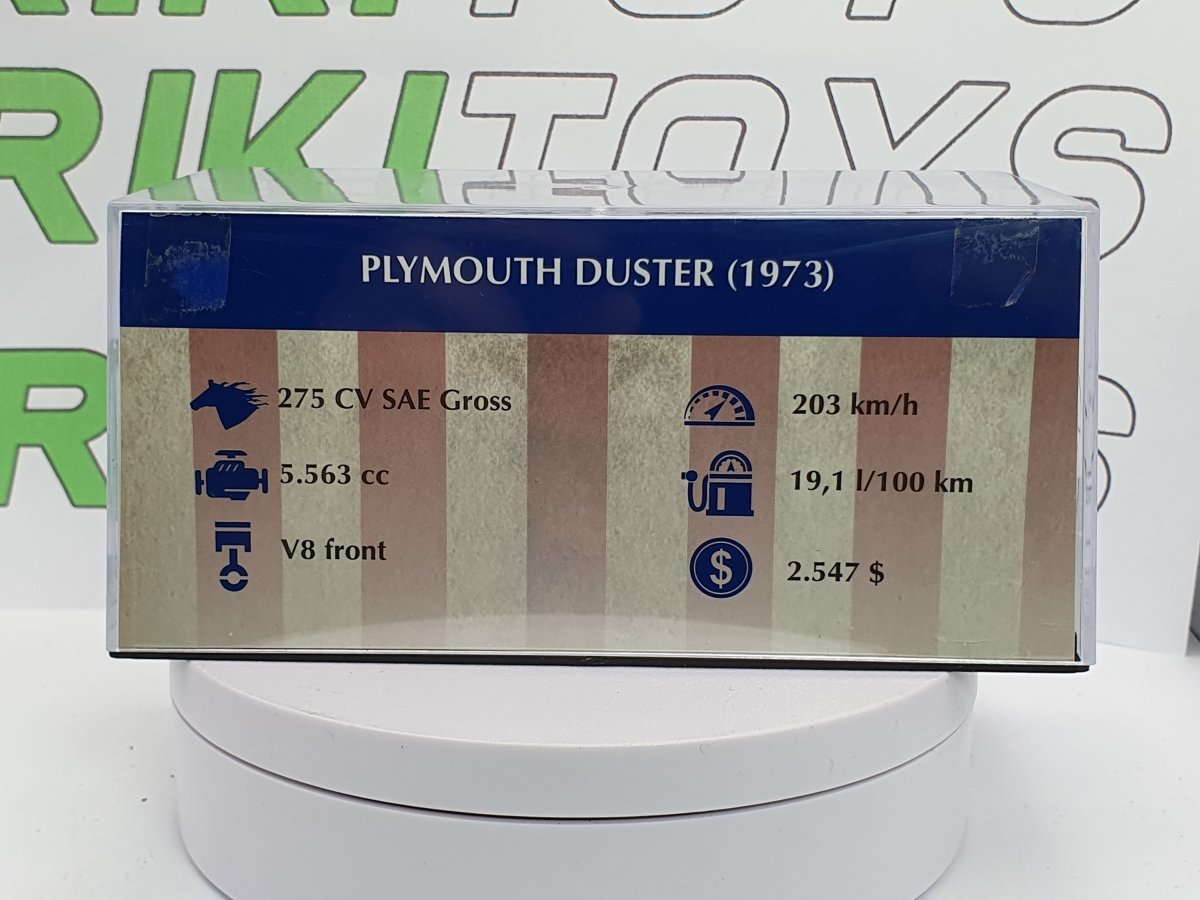 RIKITOYS
RIKITOYS
PLYMOUTH DUSTER (1973)
275 CV SAE Gross
203 km/h
5.563 cc
19,1 l/100 km
V8 front
$
2.547 $